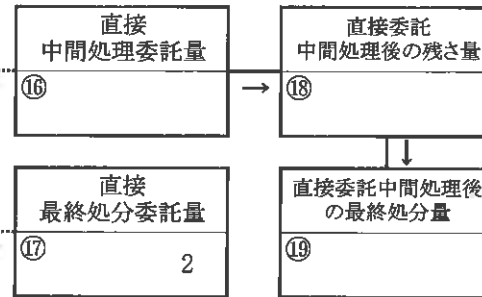 直接
中間処理委託量
⑯
→
直接委託
中間処理後の残さ量
⑱
↓
直接
最終処分委託量
⑰
2
直接委託中間処理後
の最終処分量
⑲